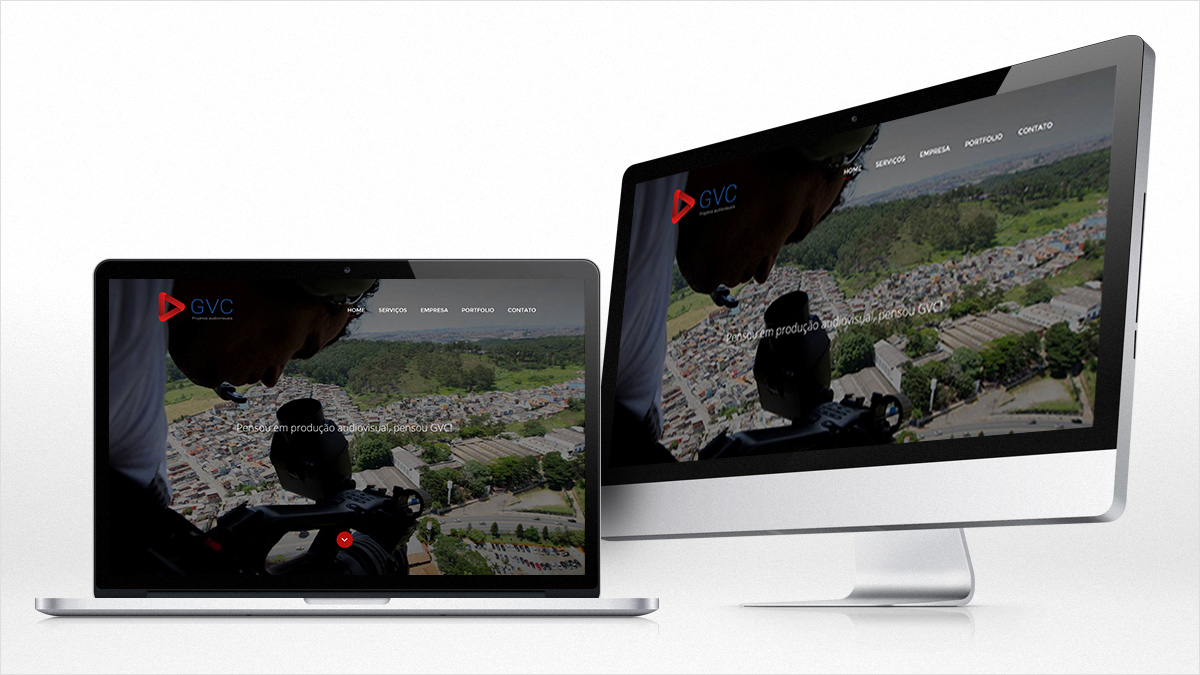 GVC
Projetos audiovisuais
HOME SERVIÇOS EMPRESA PORTFOLIO CONTATO
Pensou em produção audiovisual, pensou GVC!
GVC
Projetos audiovisuais
HOME SERVIÇOS EMPRESA PORTFOLIO CONTATO
Pensou em produção audiovisual, pensou GVC!